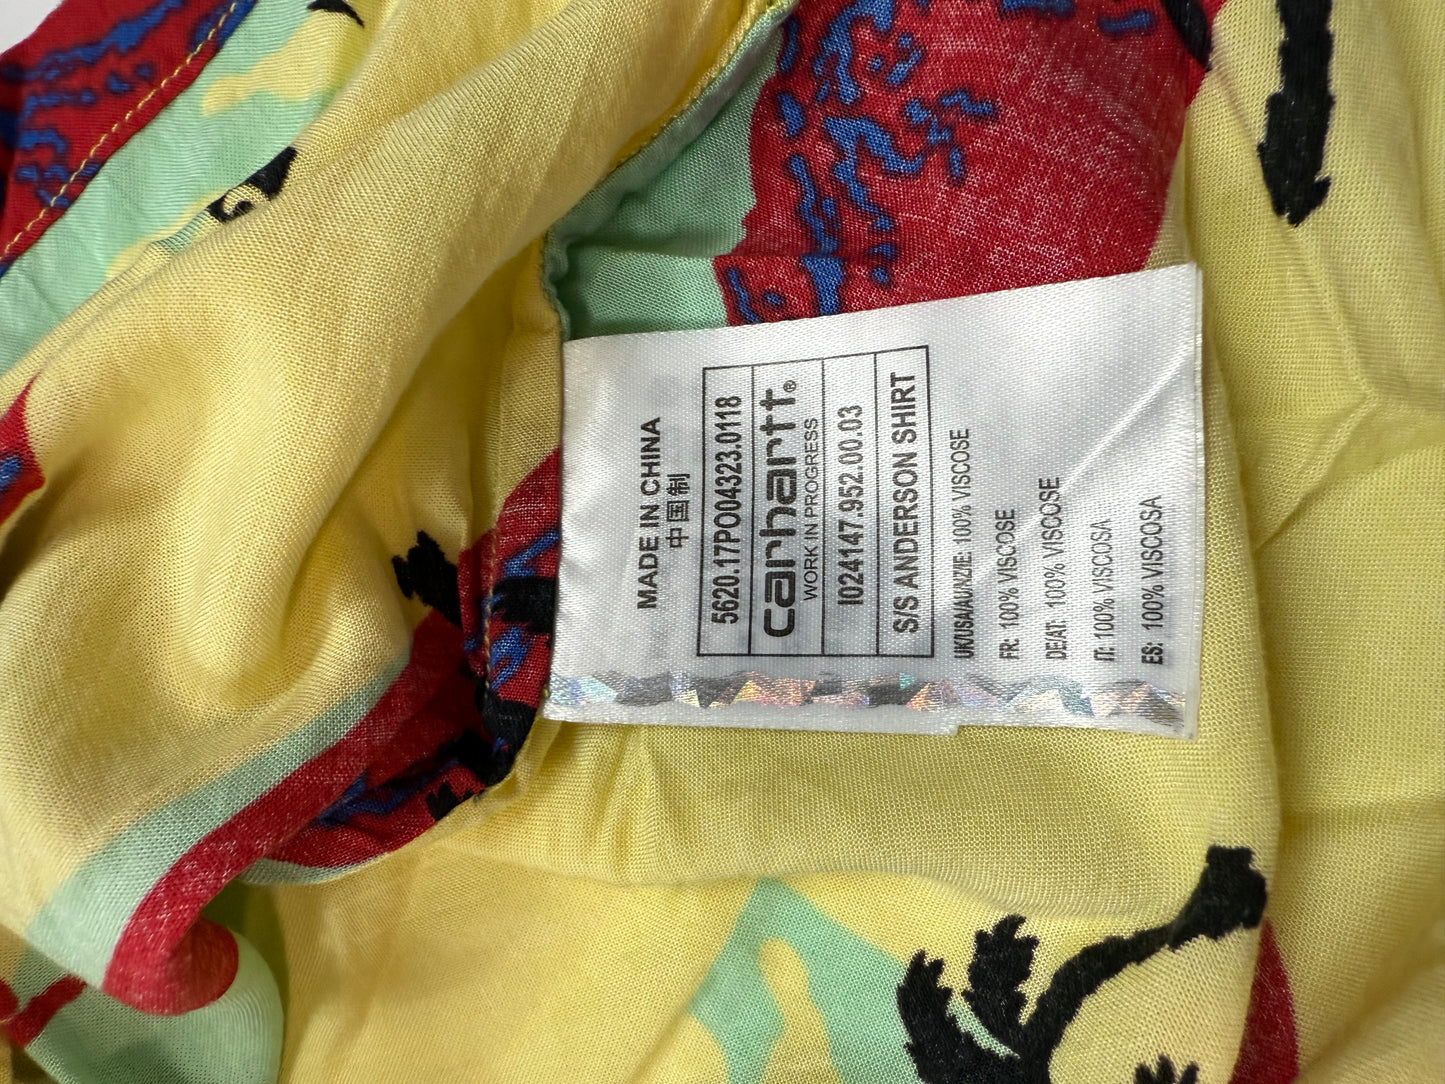 MADE IN CHINA
中国制
5620.17PO04323.0118
carhartt®
WORK IN PROGRESS
I024147.952.00.03
S/S ANDERSON SHIRT
UK/USA/AU/NZ/IE: 100% VISCOSE
FR: 100% VISCOSE
DE/AT: 100% VISCOSE
IT: 100% VISCOSA
ES: 100% VISCOSA